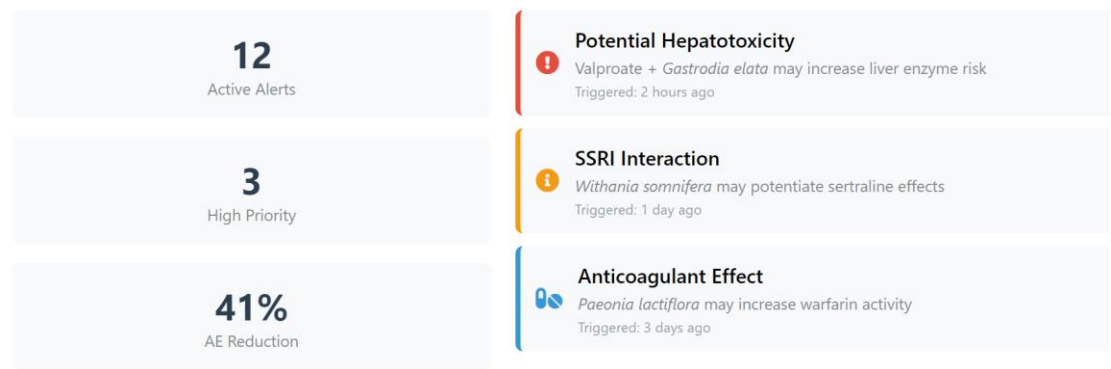 12
Active Alerts
3
High Priority
41%
AE Reduction
Potential Hepatotoxicity
Valproate + Gastrodia elata may increase liver enzyme risk
Triggered: 2 hours ago
SSRI Interaction
Withania somnifera may potentiate sertraline effects
Triggered: 1 day ago
Anticoagulant Effect
Paeonia lactiflora may increase warfarin activity
Triggered: 3 days ago